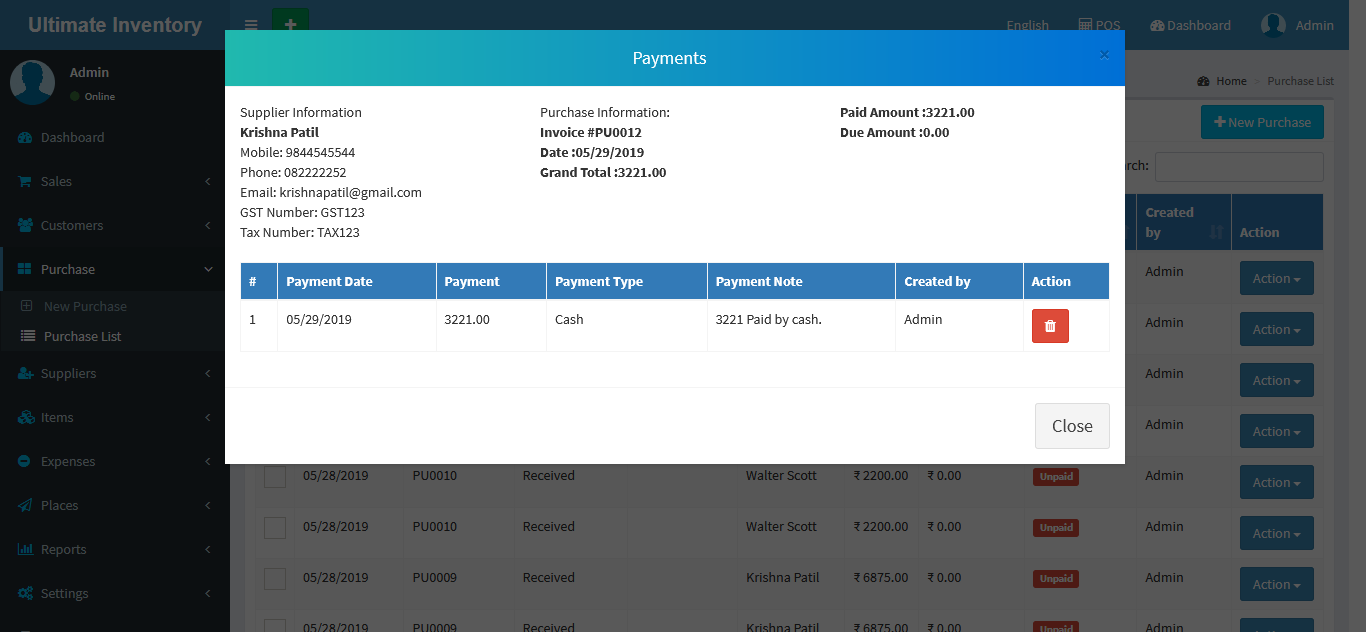 Ultimate Inventory
English POS Dashboard Admin
Admin
Online
Dashboard
Sales
Customers
Purchase
New Purchase
Purchase List
Suppliers
Items
Expenses
Places
Reports
Settings
Payments ×
Supplier Information
Krishna Patil
Mobile: 9844545544
Phone: 082222252
Email: krishnapatil@gmail.com
GST Number: GST123
Tax Number: TAX123
Purchase Information:
Invoice #PU0012
Date :05/29/2019
Grand Total :3221.00
Paid Amount :3221.00
Due Amount :0.00
# Payment Date Payment Payment Type Payment Note Created by Action
1 05/29/2019 3221.00 Cash 3221 Paid by cash. Admin
Close
Home > Purchase List
New Purchase
rch:
Created by Action
Admin Action
Admin Action
Admin Action
Admin Action
05/28/2019 PU0010 Received Walter Scott ₹ 2200.00 ₹ 0.00 Unpaid Admin Action
05/28/2019 PU0010 Received Walter Scott ₹ 2200.00 ₹ 0.00 Unpaid Admin Action
05/28/2019 PU0009 Received Krishna Patil ₹ 6875.00 ₹ 0.00 Unpaid Admin Action
05/28/2019 PU0009 Received Krishna Patil ₹ 6875.00 ₹ 0.00 Unpaid Admin Action